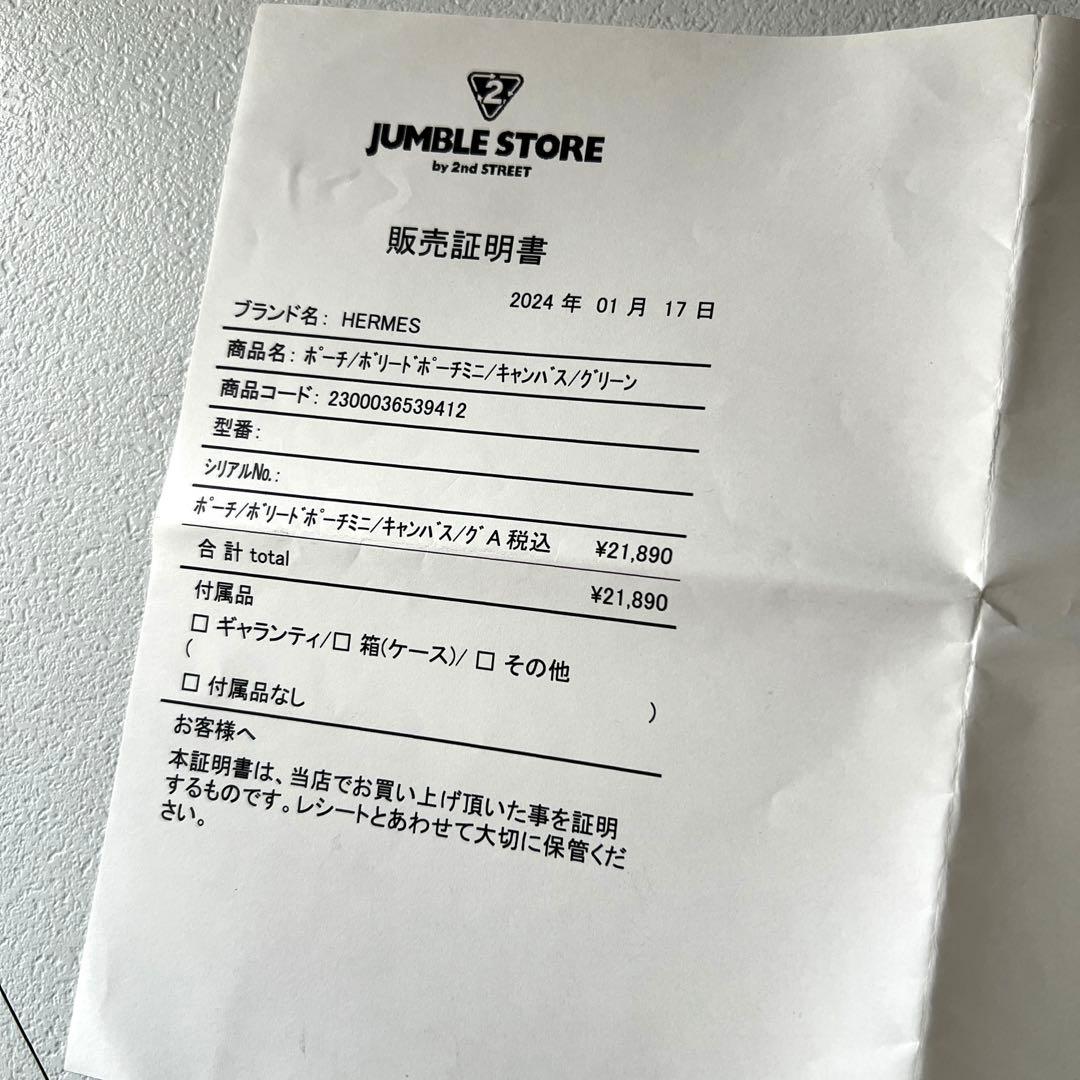 2
JUMBLE STORE
by 2nd STREET
販売証明書
2024 年 01 月 17 日
ブランド名: HERMES
商品名: ポーチ/ボリードポーチミニ/キャンバス/グリーン
商品コード: 2300036539412
型番:
シリアルNo.:
ポーチ/ボリードポーチミニ/キャンバス/グ A 税込 ¥21,890
合計 total ¥21,890
付属品
□ ギャランティ/□ 箱(ケース)/ □ その他
( )
□ 付属品なし
お客様へ
本証明書は、当店でお買い上げ頂いた事を証明
するものです。レシートとあわせて大切に保管くだ
さい。